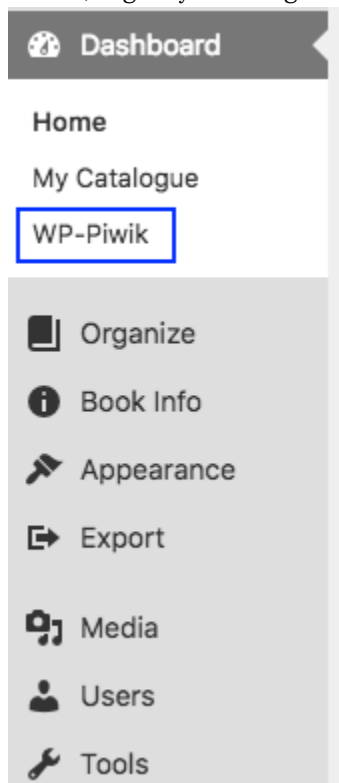 Dashboard
Home
My Catalogue
WP-Piwik
Organize
Book Info
Appearance
Export
Media
Users
Tools